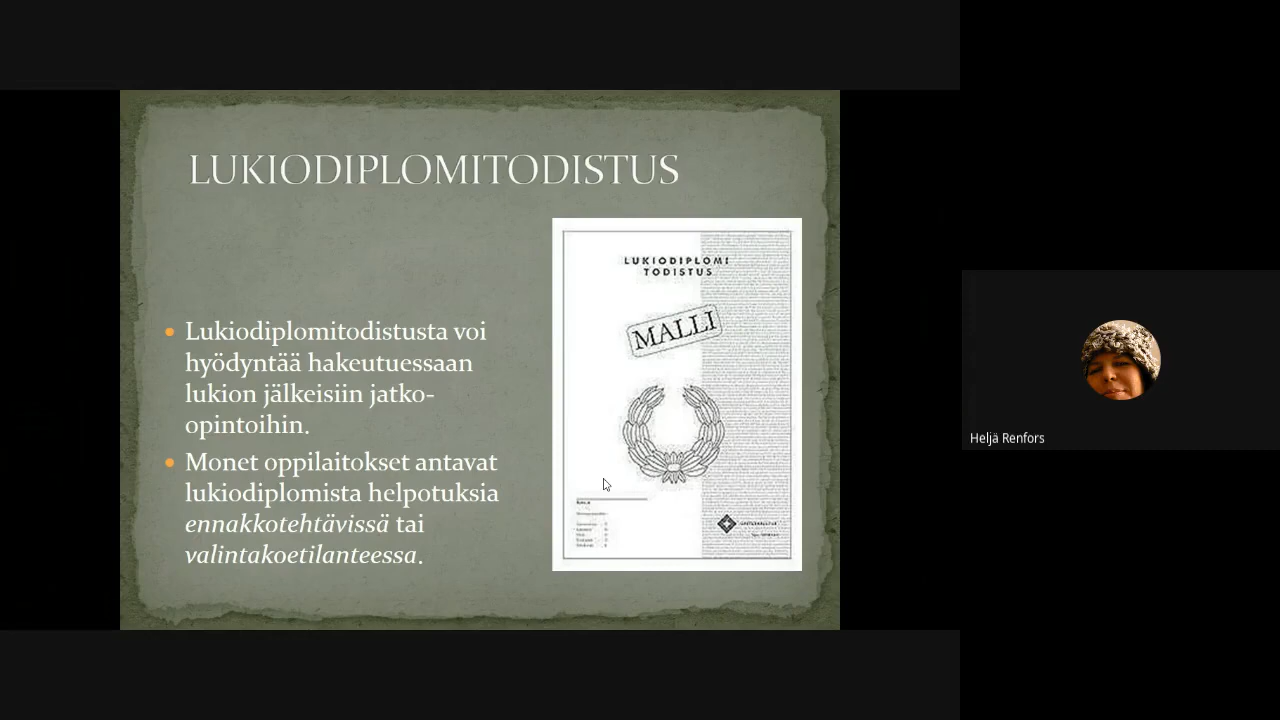 LUKIODIPLOMITODISTUS
Lukiodiplomitodistusta voi
hyödyntää hakeutuessaan
lukion jälkeisiin jatko-
opintoihin.
Monet oppilaitokset antavat
lukiodiplomista helpotuksia
ennakkotehtävissä tai
valintakoetilanteessa.
LUKIODIPLOMI
TODISTUS
MALLI
Heljä Renfors